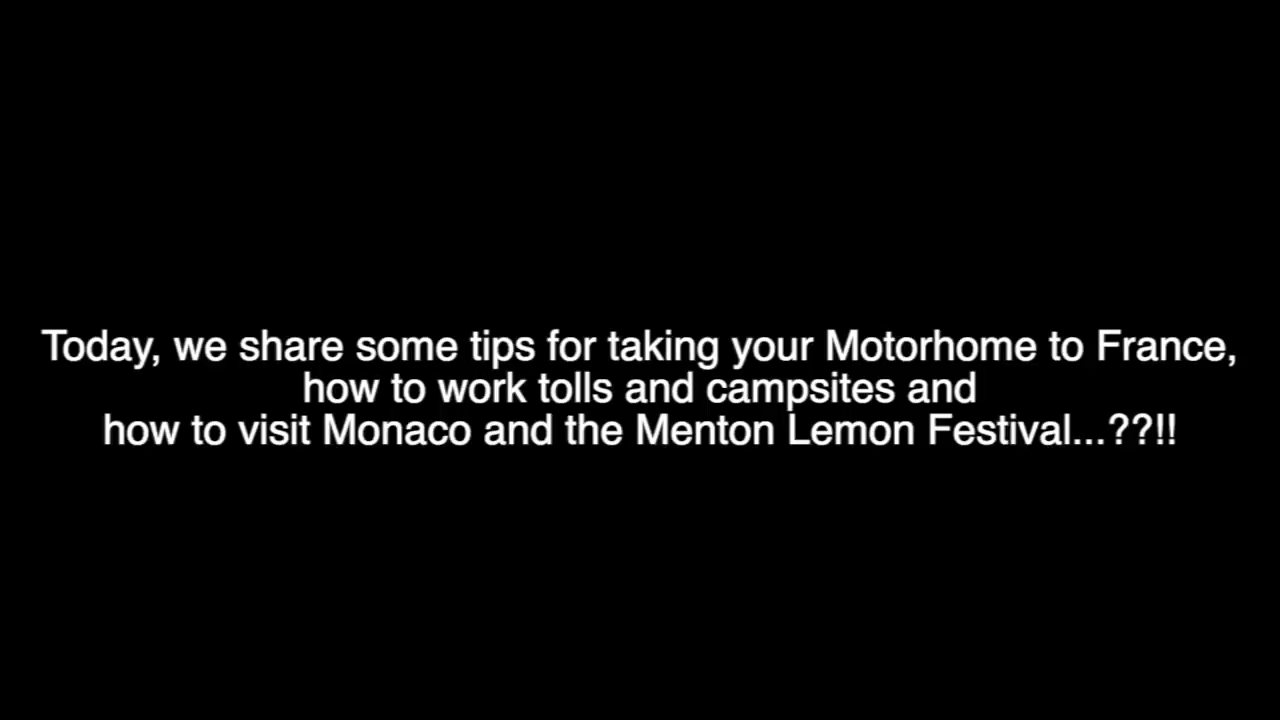 Today, we share some tips for taking your Motorhome to France,
how to work tolls and campsites and
how to visit Monaco and the Menton Lemon Festival...??!!